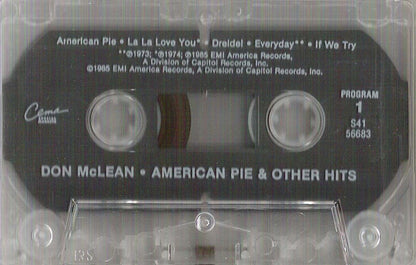 American Pie • La La Love You* • Dreidel • Everyday** • If We Try
℗1973; *℗1974; **℗1985 EMI America Records,
A Division of Capitol Records, Inc.
©1985 EMI America Records, A Division of Capitol Records, Inc.
Cema
PROGRAM
1
S41
56683
DON McLEAN • AMERICAN PIE & OTHER HITS